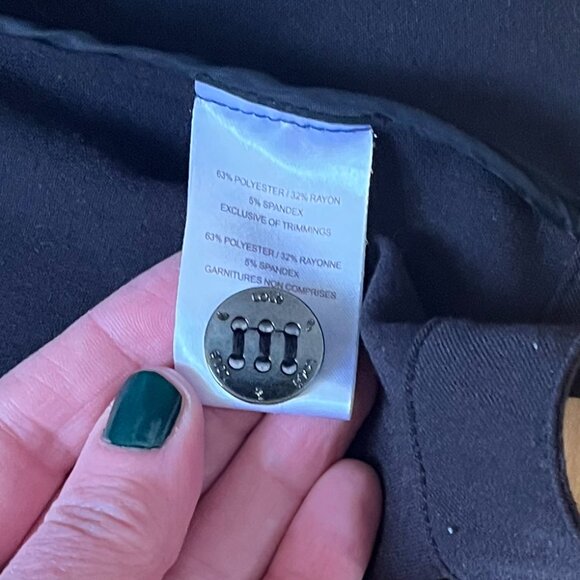 63% POLYESTER / 32% RAYON
5% SPANDEX
EXCLUSIVE OF TRIMMINGS
63% POLYESTER / 32% RAYONNE
5% SPANDEX
GARNITURES NON COMPRISES